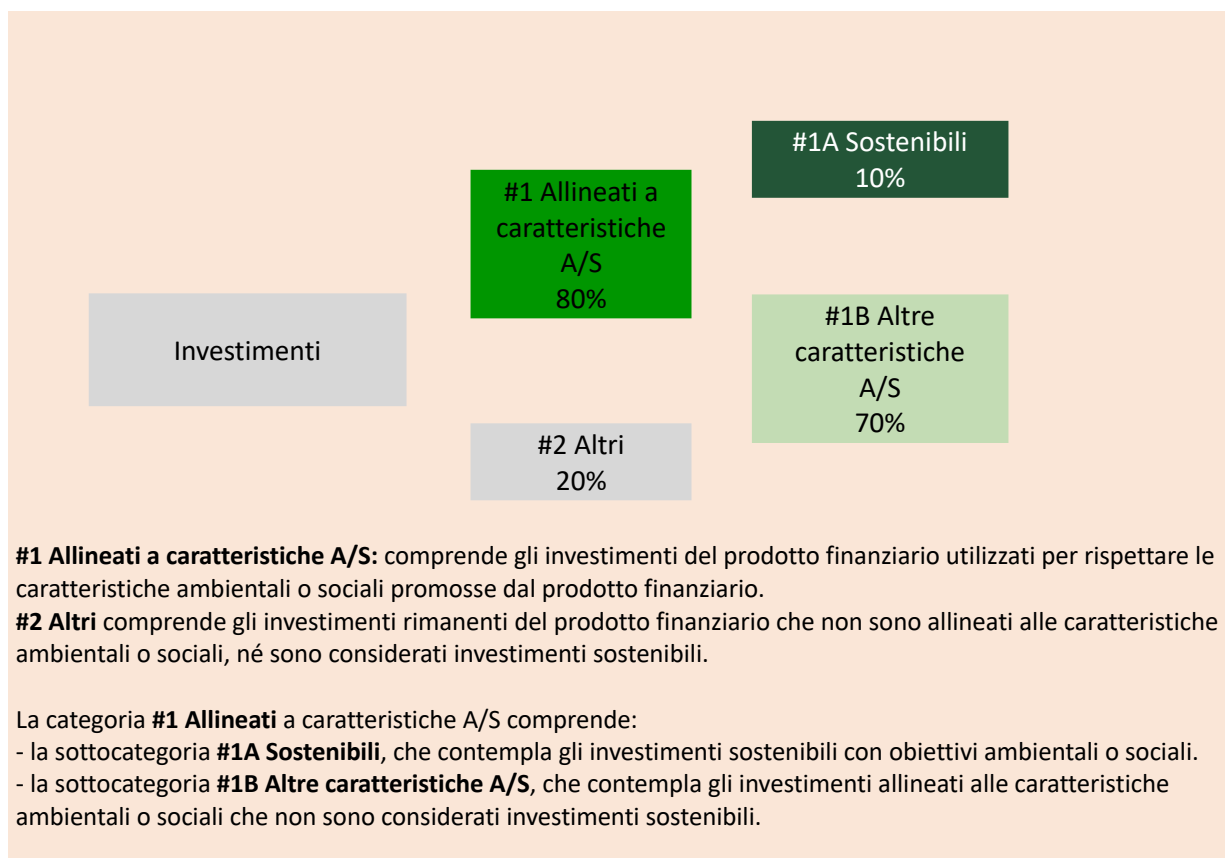 #1A Sostenibili
10%
#1 Allineati a
caratteristiche
A/S
80%
Investimenti
#1B Altre
caratteristiche
A/S
70%
#2 Altri
20%
#1 Allineati a caratteristiche A/S: comprende gli investimenti del prodotto finanziario utilizzati per rispettare le
caratteristiche ambientali o sociali promosse dal prodotto finanziario.
#2 Altri comprende gli investimenti rimanenti del prodotto finanziario che non sono allineati alle caratteristiche
ambientali o sociali, né sono considerati investimenti sostenibili.
La categoria #1 Allineati a caratteristiche A/S comprende:
- la sottocategoria #1A Sostenibili, che contempla gli investimenti sostenibili con obiettivi ambientali o sociali.
- la sottocategoria #1B Altre caratteristiche A/S, che contempla gli investimenti allineati alle caratteristiche
ambientali o sociali che non sono considerati investimenti sostenibili.